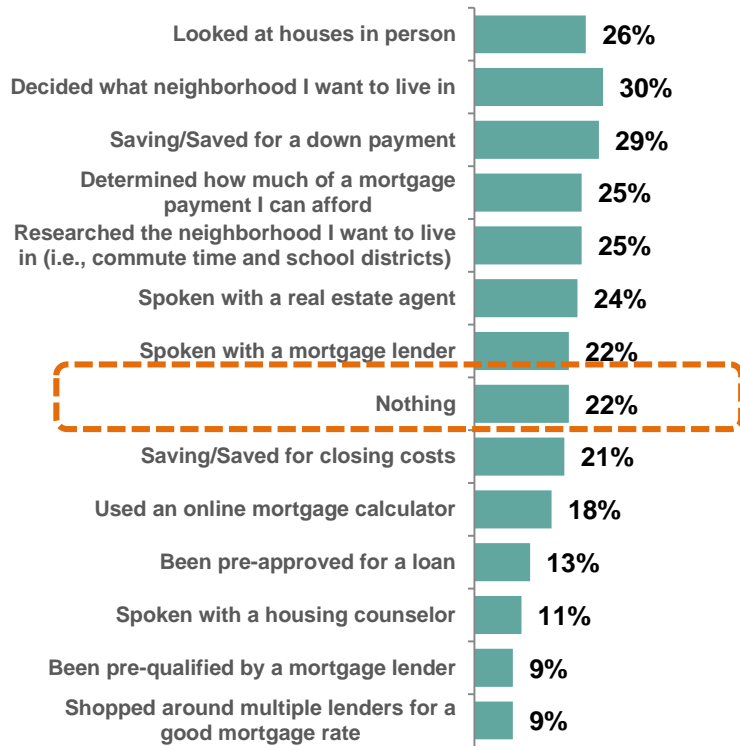 Looked at houses in person 26%
Decided what neighborhood I want to live in 30%
Saving/Saved for a down payment 29%
Determined how much of a mortgage
payment I can afford 25%
Researched the neighborhood I want to live
in (i.e., commute time and school districts) 25%
Spoken with a real estate agent 24%
Spoken with a mortgage lender 22%
Nothing 22%
Saving/Saved for closing costs 21%
Used an online mortgage calculator 18%
Been pre-approved for a loan 13%
Spoken with a housing counselor 11%
Been pre-qualified by a mortgage lender 9%
Shopped around multiple lenders for a
good mortgage rate 9%